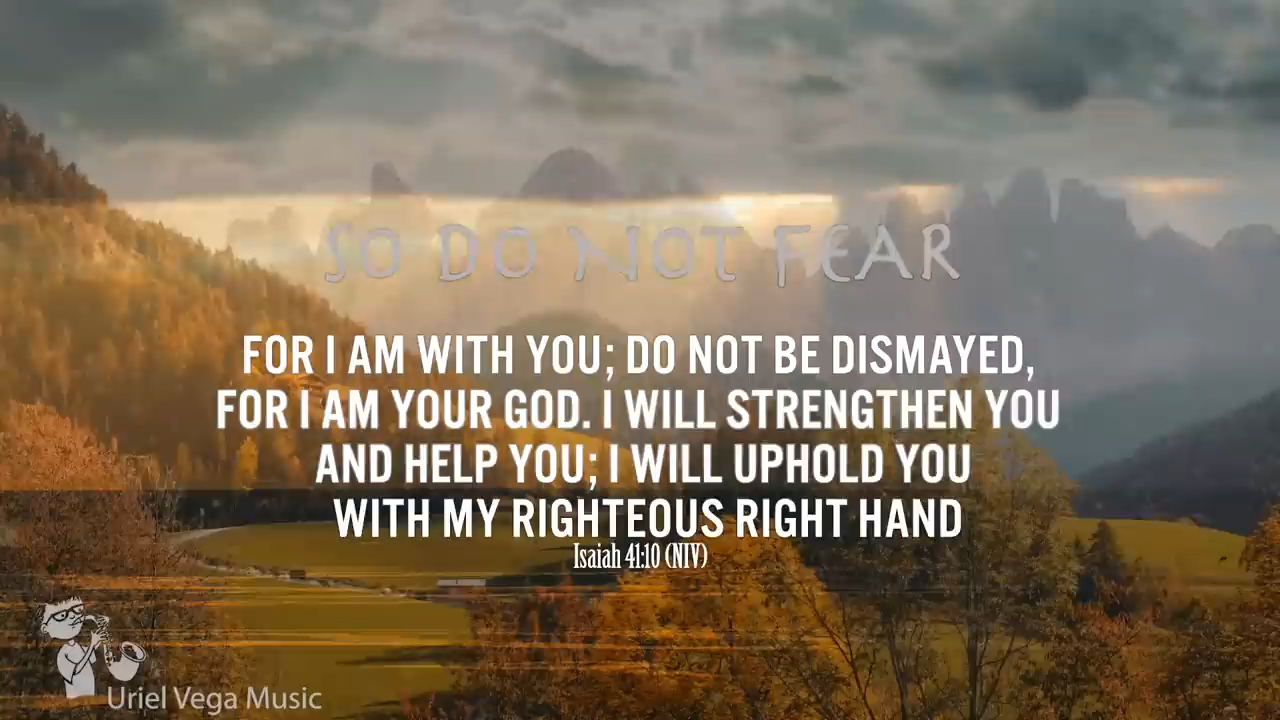 SO DO NOT FEAR
FOR I AM WITH YOU; DO NOT BE DISMAYED,
FOR I AM YOUR GOD. I WILL STRENGTHEN YOU
AND HELP YOU; I WILL UPHOLD YOU
WITH MY RIGHTEOUS RIGHT HAND
Isaiah 41:10 (NIV)
Uriel Vega Music